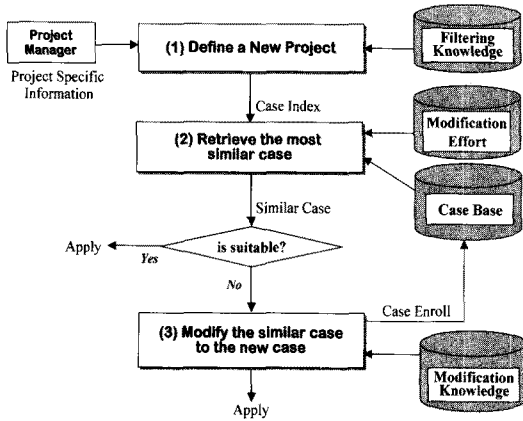 Project
Manager
Project Specific
Information
(1) Define a New Project
Filtering
Knowledge
Case Index
(2) Retrieve the most
similar case
Modification
Effort
Case Base
Similar Case
is suitable?
Apply
Yes
No
Case Enroll
(3) Modify the similar case
to the new case
Modification
Knowledge
Apply